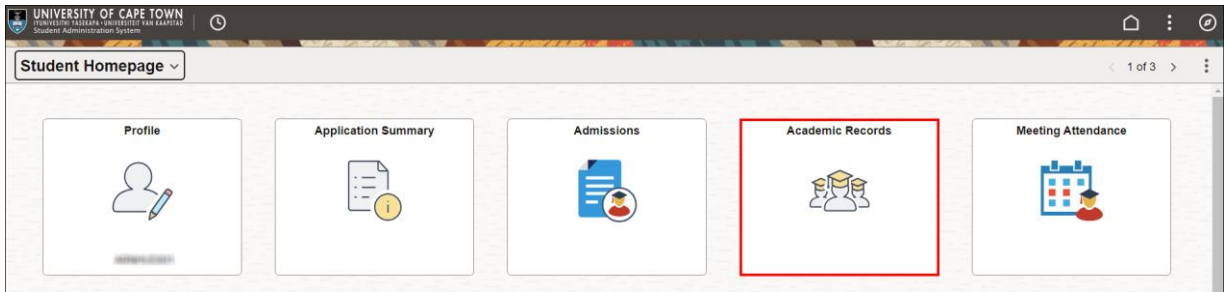 UNIVERSITY OF CAPE TOWN
IYUNIVESITHI YASEKAPA • UNIVERSITEIT VAN KAAPSTAD
Student Administration System
Student Homepage
1 of 3
Profile
Application Summary
Admissions
Academic Records
Meeting Attendance